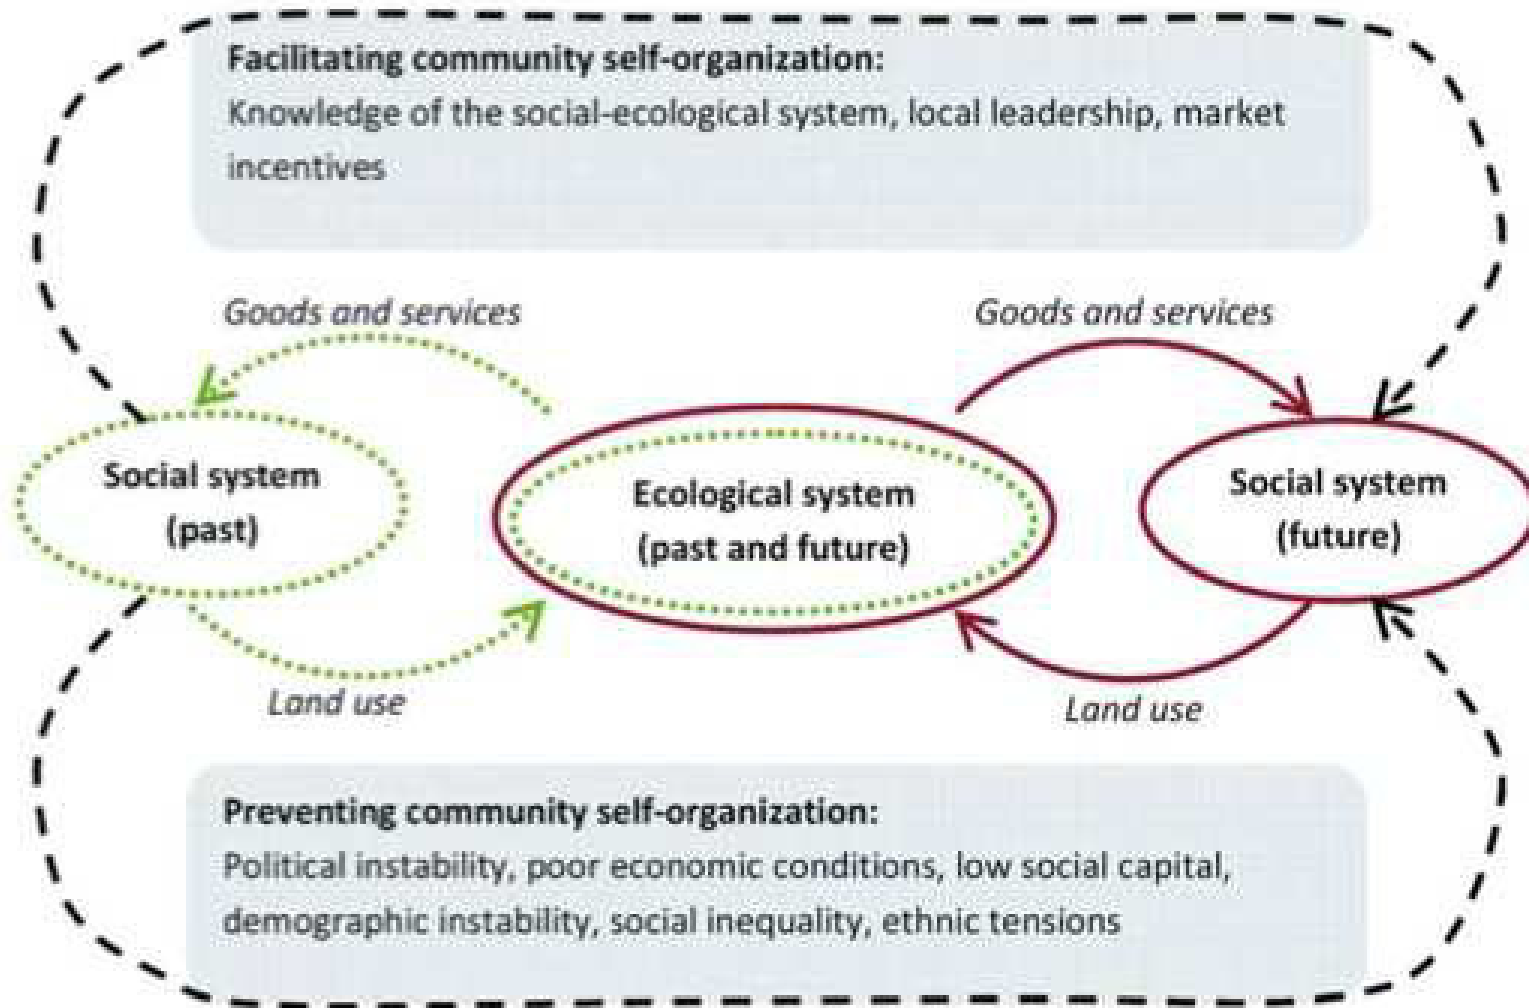 Facilitating community self-organization:
Knowledge of the social-ecological system, local leadership, market
incentives
Goods and services
Goods and services
Social system
(past)
Ecological system
(past and future)
Social system
(future)
Land use
Land use
Preventing community self-organization:
Political instability, poor economic conditions, low social capital,
demographic instability, social inequality, ethnic tensions